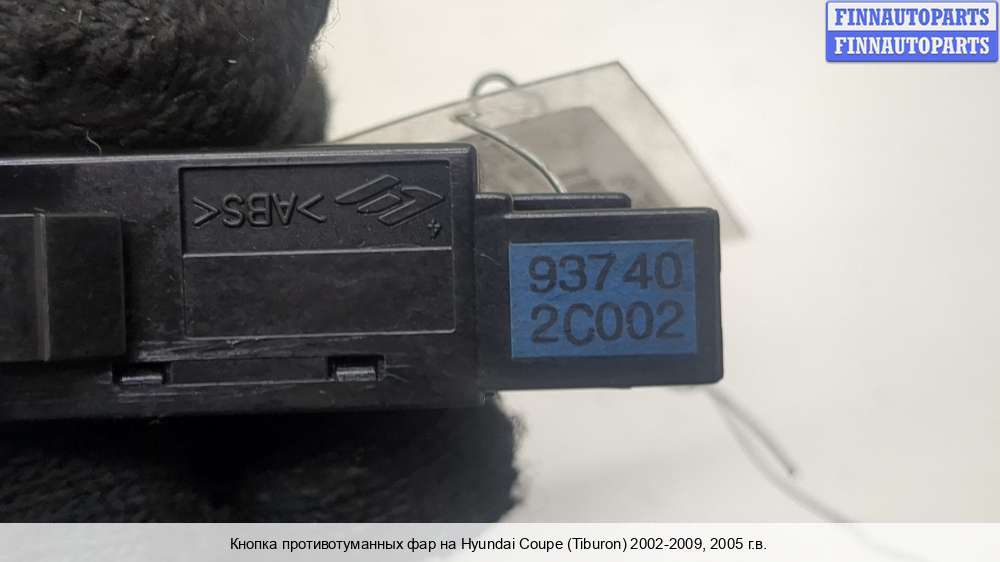 FINNAUTOPARTS
FINNAUTOPARTS
>ABS<
93740
2C002
Кнопка противотуманных фар на Hyundai Coupe (Tiburon) 2002-2009, 2005 г.в.